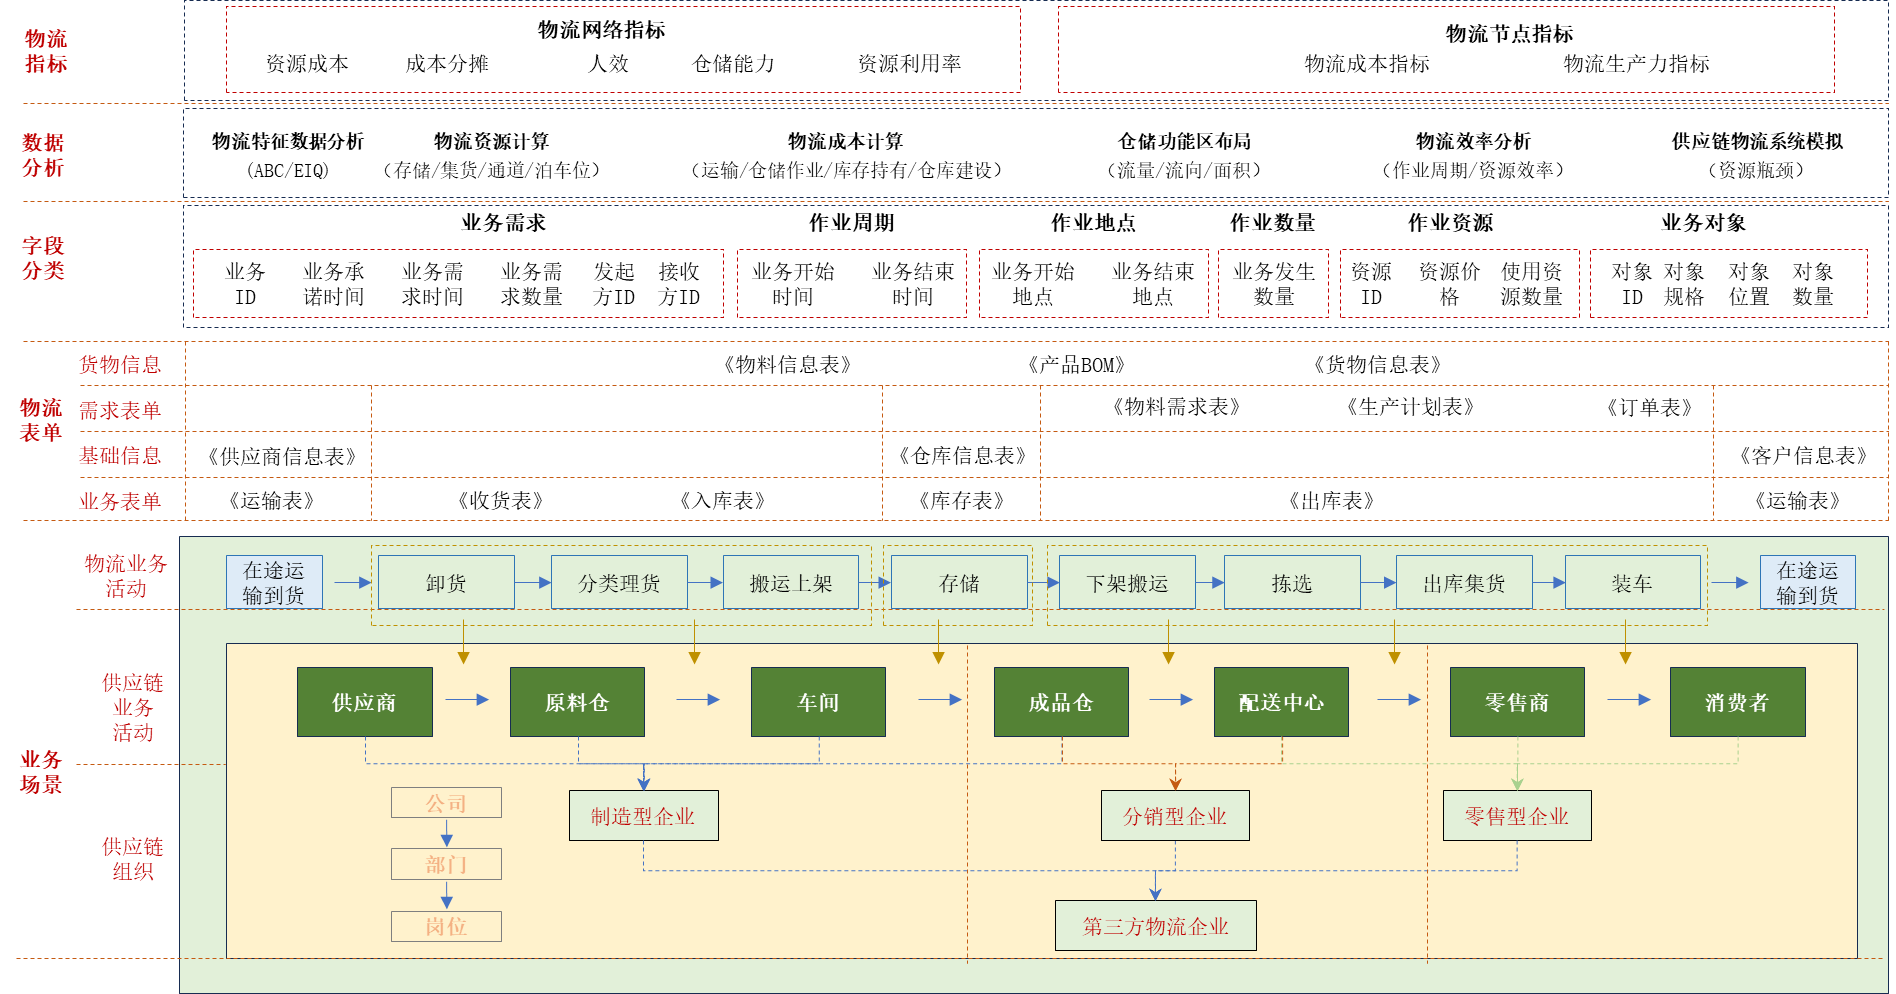 物流
指标
物流网络指标
资源成本 成本分摊 人效 仓储能力 资源利用率
物流节点指标
物流成本指标 物流生产力指标
数据
分析
物流特征数据分析 物流资源计算 物流成本计算 仓储功能区布局 物流效率分析 供应链物流系统模拟
(ABC/EIQ) (存储/集货/通道/泊车位) (运输/仓储作业/库存持有/仓库建设) (流量/流向/面积) (作业周期/资源效率) (资源瓶颈)
字段
分类
业务需求 作业周期 作业地点 作业数量 作业资源 业务对象
业务
ID
业务承
诺时间
业务需
求时间
业务需
求数量
发起
方ID
接收
方ID
业务开始
时间
业务结束
时间
业务开始
地点
业务结束
地点
业务发生
数量
资源
ID
资源价
格
使用资
源数量
对象
ID
对象
规格
对象
位置
对象
数量
物流
表单
货物信息 《物料信息表》 《产品BOM》 《货物信息表》
需求表单 《物料需求表》 《生产计划表》 《订单表》
基础信息 《供应商信息表》 《仓库信息表》 《客户信息表》
业务表单 《运输表》 《收货表》 《入库表》 《库存表》 《出库表》 《运输表》
业务
场景
物流业务
活动
在途运
输到货
卸货 分类理货 搬运上架 存储 下架搬运 拣选 出库集货 装车
在途运
输到货
供应链
业务
活动
供应商 原料仓 车间 成品仓 配送中心 零售商 消费者
供应链
组织
公司
部门
岗位
制造型企业 分销型企业 零售型企业
第三方物流企业